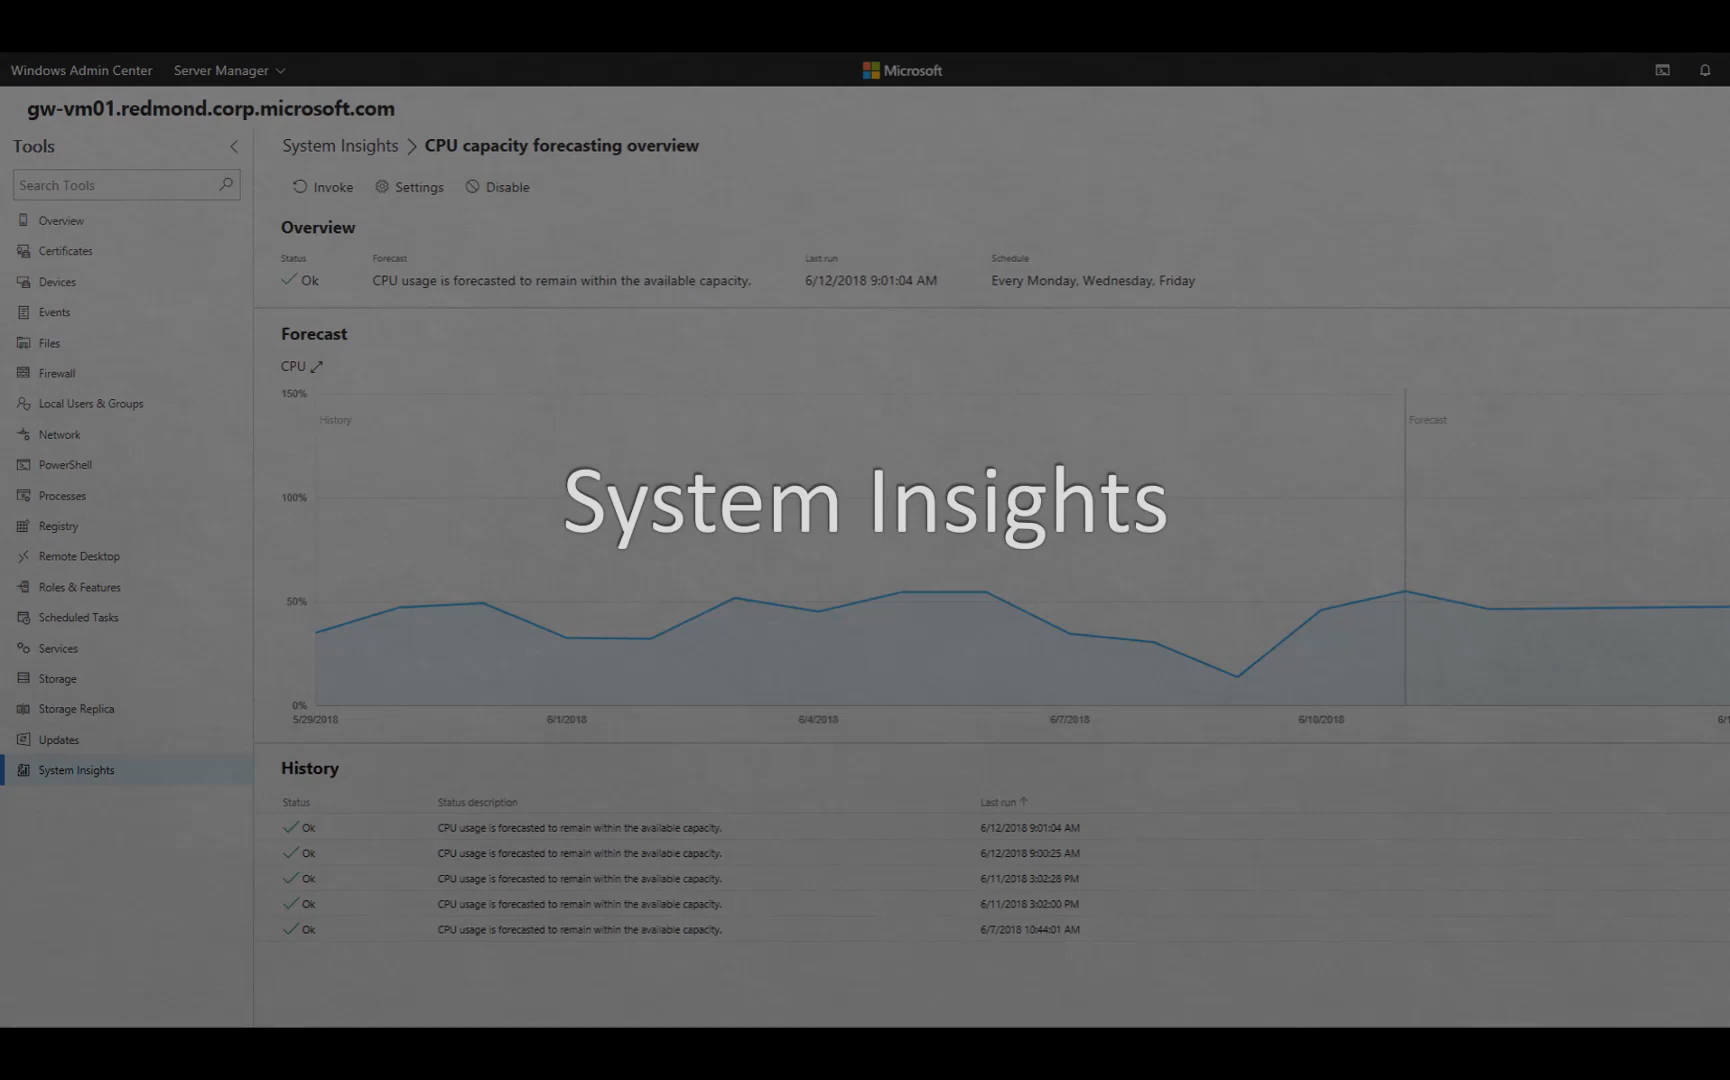 Windows Admin Center Server Manager Microsoft
gw-vm01.redmond.corp.microsoft.com
Tools
Search Tools
Overview
Certificates
Devices
Events
Files
Firewall
Local Users & Groups
Network
PowerShell
Processes
Registry
Remote Desktop
Roles & Features
Scheduled Tasks
Services
Storage
Storage Replica
Updates
System Insights
System Insights > CPU capacity forecasting overview
Invoke Settings Disable
Overview
Status Forecast Last run Schedule
Ok CPU usage is forecasted to remain within the available capacity. 6/12/2018 9:01:04 AM Every Monday, Wednesday, Friday
Forecast
CPU
150%
History Forecast
100%
System Insights
50%
0%
5/29/2018 6/1/2018 6/4/2018 6/7/2018 6/10/2018
History
Status Status description Last run
Ok CPU usage is forecasted to remain within the available capacity. 6/12/2018 9:01:04 AM
Ok CPU usage is forecasted to remain within the available capacity. 6/12/2018 9:00:25 AM
Ok CPU usage is forecasted to remain within the available capacity. 6/11/2018 3:02:28 PM
Ok CPU usage is forecasted to remain within the available capacity. 6/11/2018 3:02:00 PM
Ok CPU usage is forecasted to remain within the available capacity. 6/7/2018 10:44:01 AM